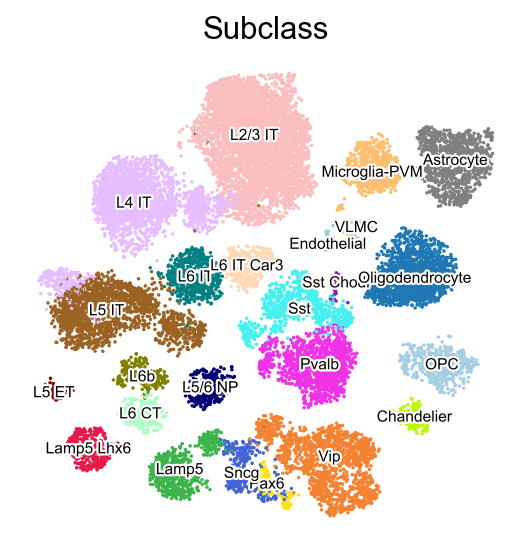 Subclass
L2/3 IT
Microglia-PVM
Astrocyte
L4 IT
VLMC
Endothelial
L6 IT
L6 IT Car3
Sst Chodl
Oligodendrocyte
L5 IT
Sst
Pvalb
OPC
L6b
L5/6 NP
L5 ET
L6 CT
Chandelier
Lamp5 Lhx6
Vip
Lamp5
Sncg
Pax6